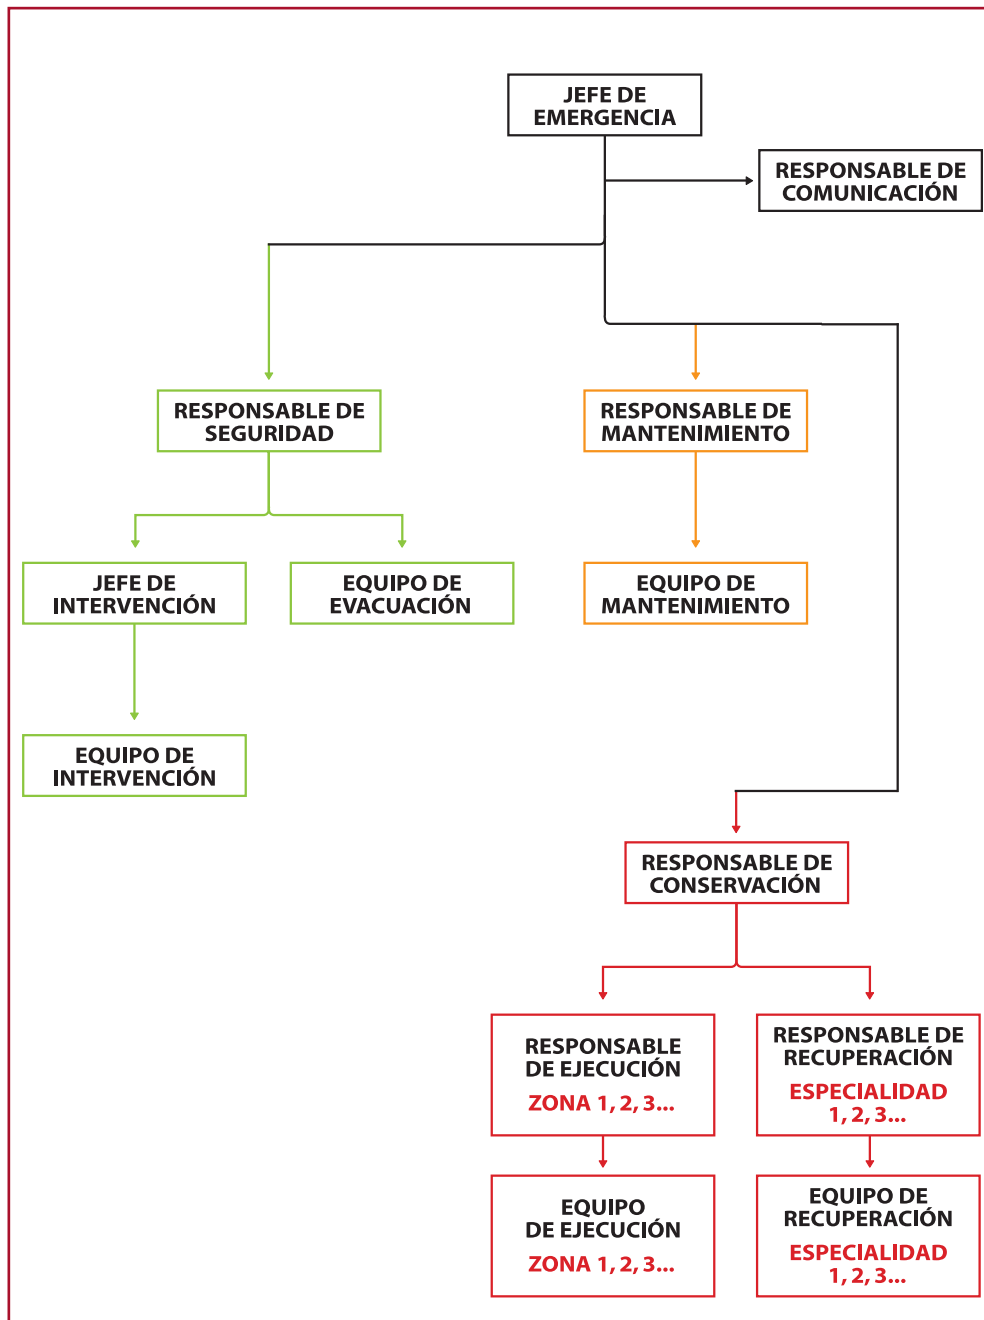 JEFE DE
EMERGENCIA
RESPONSABLE DE
COMUNICACIÓN
RESPONSABLE DE
SEGURIDAD
RESPONSABLE DE
MANTENIMIENTO
JEFE DE
INTERVENCIÓN
EQUIPO DE
EVACUACIÓN
EQUIPO DE
MANTENIMIENTO
EQUIPO DE
INTERVENCIÓN
RESPONSABLE DE
CONSERVACIÓN
RESPONSABLE
DE EJECUCIÓN
ZONA 1, 2, 3...
RESPONSABLE DE
RECUPERACIÓN
ESPECIALIDAD
1, 2, 3...
EQUIPO
DE EJECUCIÓN
ZONA 1, 2, 3...
EQUIPO DE
RECUPERACIÓN
ESPECIALIDAD
1, 2, 3...